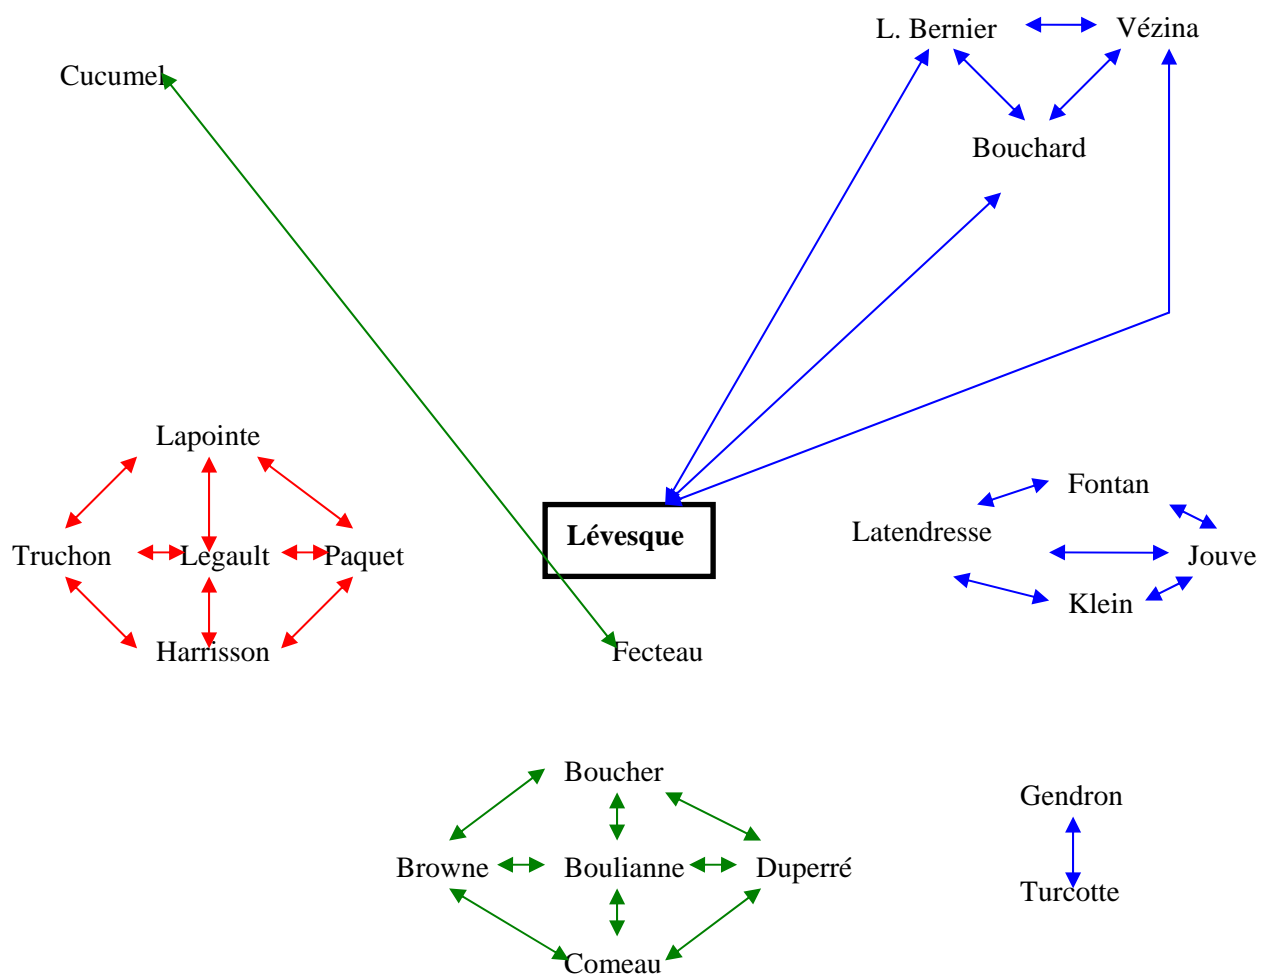 L. Bernier
Vézina
Cucumel
Bouchard
Lapointe
Fontan
Lévesque
Latendresse
Truchon
Legault
Paquet
Jouve
Klein
Harrisson
Fecteau
Boucher
Gendron
Browne
Boulianne
Duperré
Turcotte
Comeau